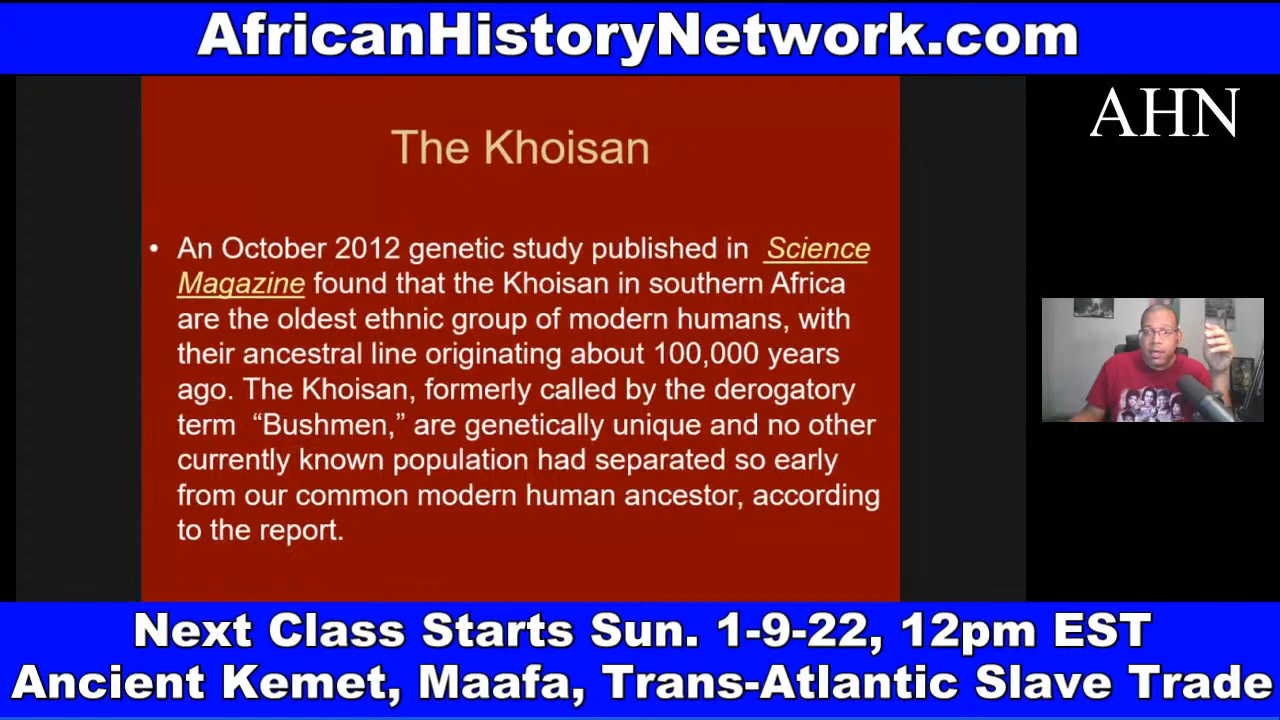 AfricanHistoryNetwork.com
AHN
The Khoisan
• An October 2012 genetic study published in Science
Magazine found that the Khoisan in southern Africa
are the oldest ethnic group of modern humans, with
their ancestral line originating about 100,000 years
ago. The Khoisan, formerly called by the derogatory
term “Bushmen,” are genetically unique and no other
currently known population had separated so early
from our common modern human ancestor, according
to the report.
Next Class Starts Sun. 1-9-22, 12pm EST
Ancient Kemet, Maafa, Trans-Atlantic Slave Trade